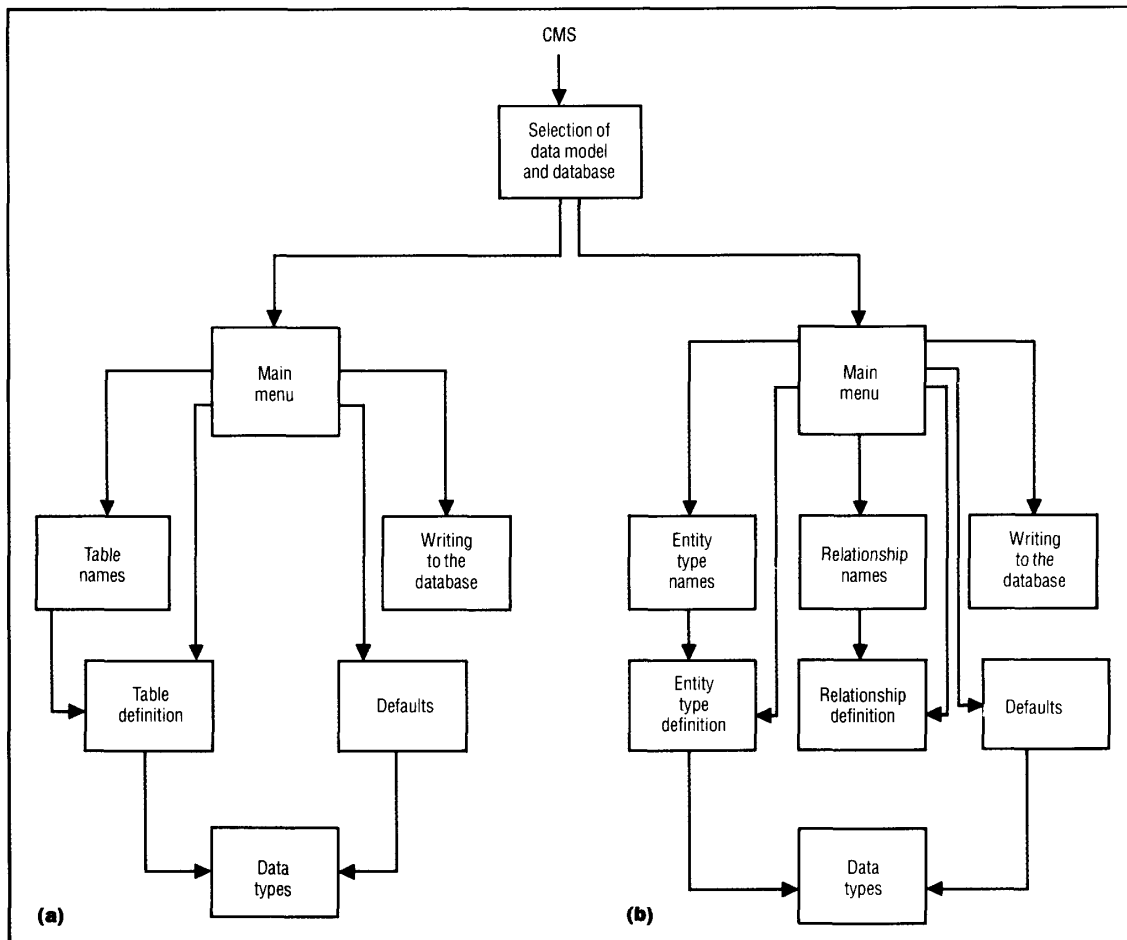 CMS
Selection of
data model
and database
Main
menu
Table
names
Writing
to the
database
Table
definition
Defaults
Data
types
(a)
Main
menu
Entity
type
names
Relationship
names
Writing
to the
database
Entity
type
definition
Relationship
definition
Defaults
Data
types
(b)